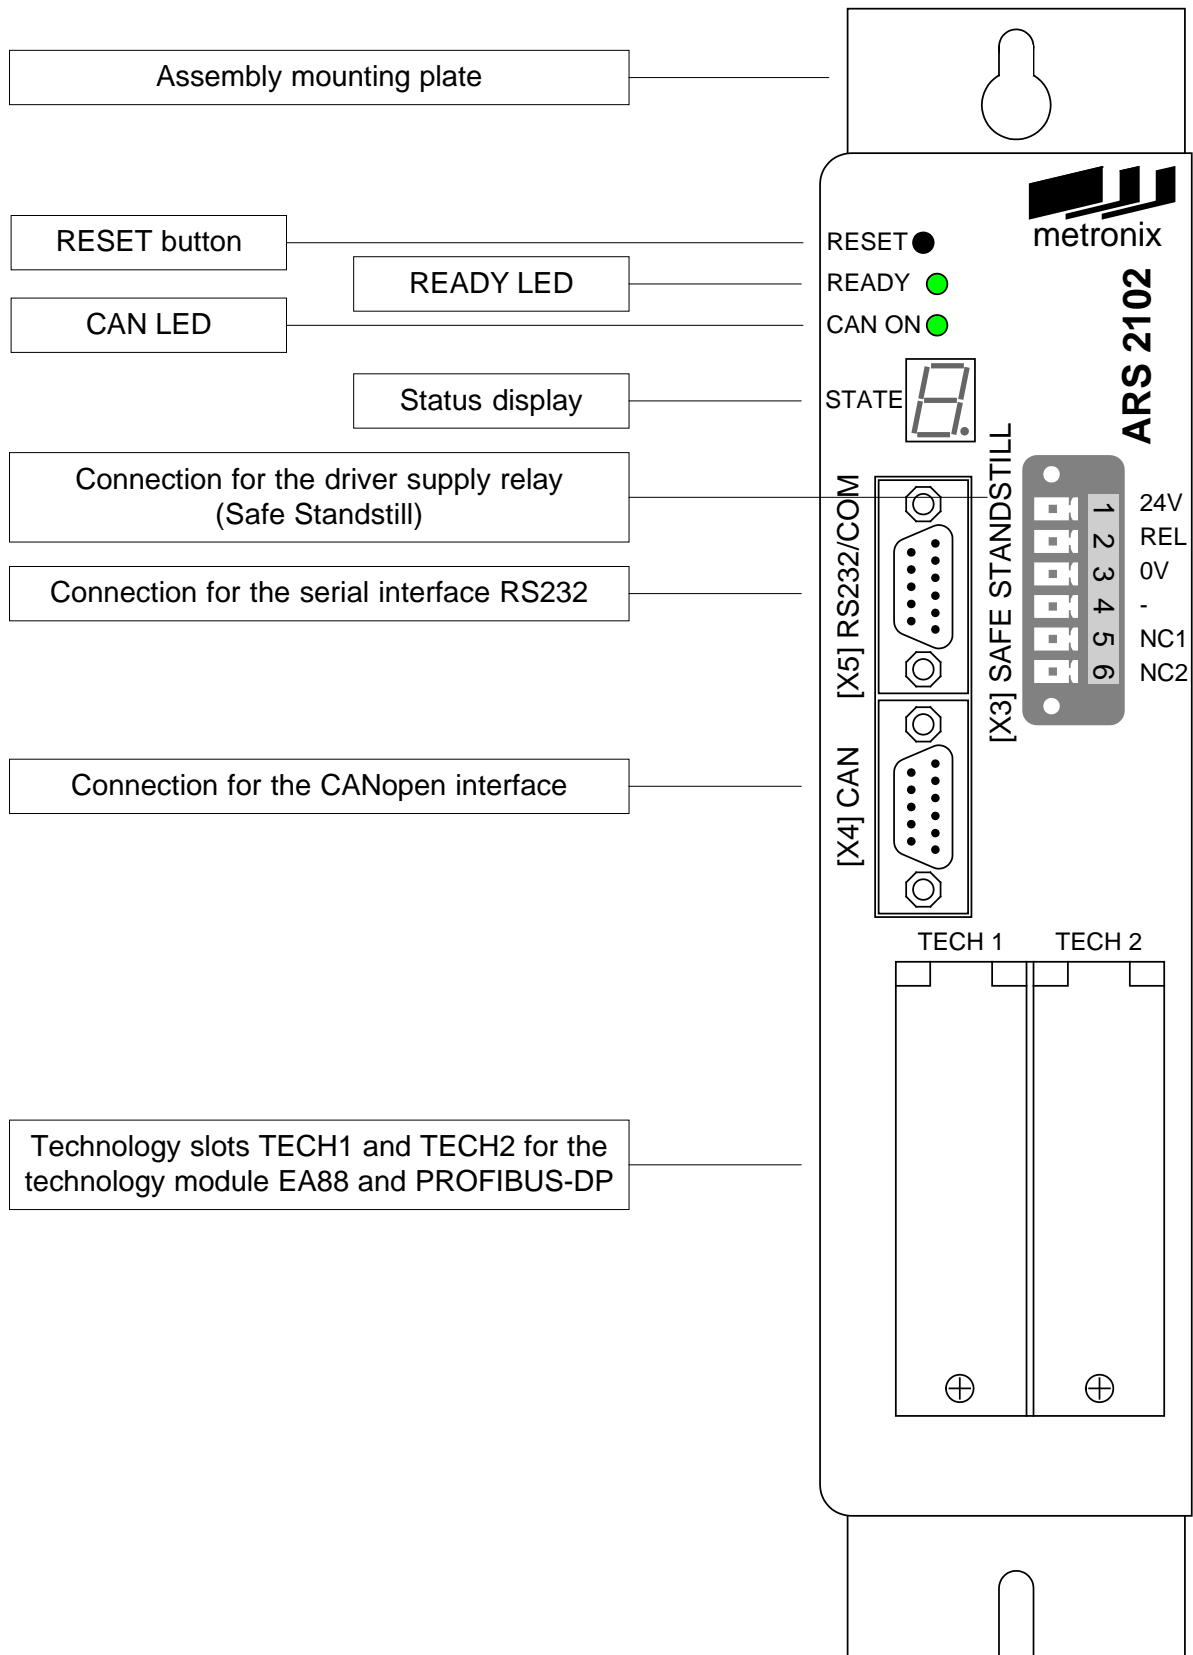 Assembly mounting plate
RESET button
READY LED
CAN LED
Status display
Connection for the driver supply relay
(Safe Standstill)
Connection for the serial interface RS232
Connection for the CANopen interface
Technology slots TECH1 and TECH2 for the
technology module EA88 and PROFIBUS-DP
metronix
ARS 2102
RESET
READY
CAN ON
STATE
[X5] RS232/COM
[X3] SAFE STANDSTILL
1 24V
2 REL
3 0V
4 -
5 NC1
6 NC2
[X4] CAN
TECH 1 TECH 2